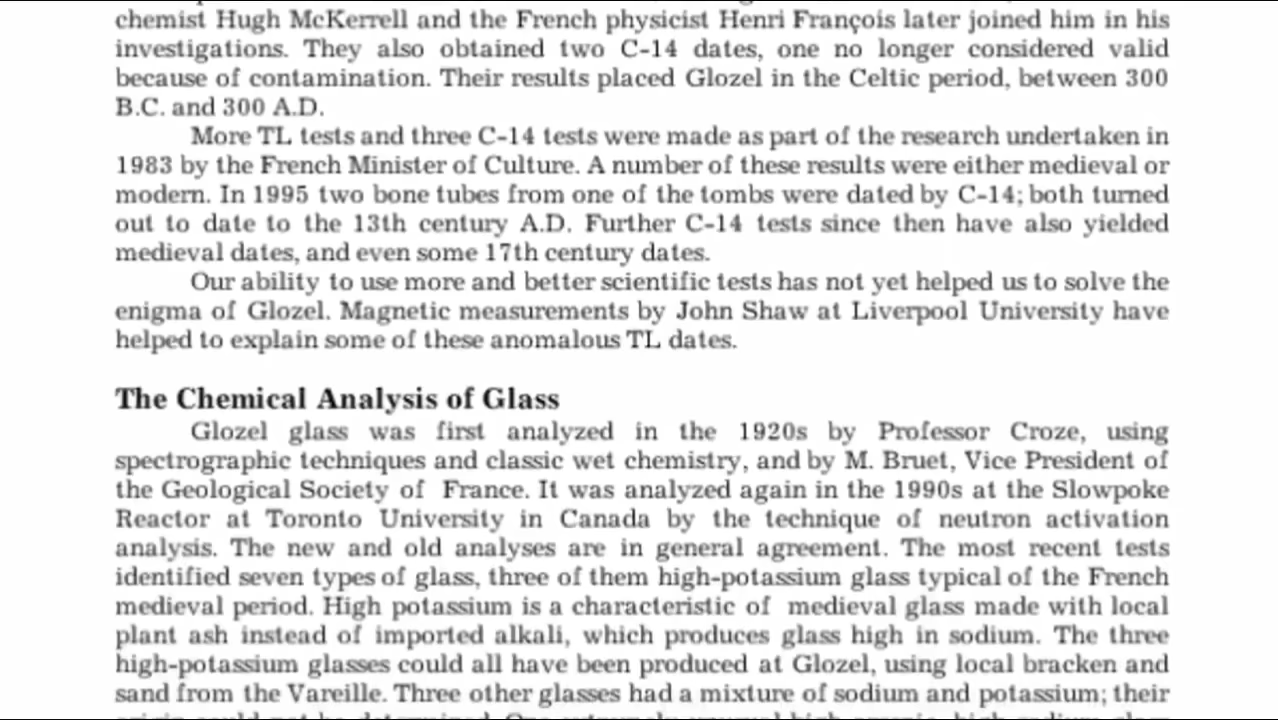 chemist Hugh McKerrell and the French physicist Henri François later joined him in his
investigations. They also obtained two C-14 dates, one no longer considered valid
because of contamination. Their results placed Glozel in the Celtic period, between 300
B.C. and 300 A.D.
More TL tests and three C-14 tests were made as part of the research undertaken in
1983 by the French Minister of Culture. A number of these results were either medieval or
modern. In 1995 two bone tubes from one of the tombs were dated by C-14; both turned
out to date to the 13th century A.D. Further C-14 tests since then have also yielded
medieval dates, and even some 17th century dates.
Our ability to use more and better scientific tests has not yet helped us to solve the
enigma of Glozel. Magnetic measurements by John Shaw at Liverpool University have
helped to explain some of these anomalous TL dates.
The Chemical Analysis of Glass
Glozel glass was first analyzed in the 1920s by Professor Croze, using
spectrographic techniques and classic wet chemistry, and by M. Bruet, Vice President of
the Geological Society of France. It was analyzed again in the 1990s at the Slowpoke
Reactor at Toronto University in Canada by the technique of neutron activation
analysis. The new and old analyses are in general agreement. The most recent tests
identified seven types of glass, three of them high-potassium glass typical of the French
medieval period. High potassium is a characteristic of medieval glass made with local
plant ash instead of imported alkali, which produces glass high in sodium. The three
high-potassium glasses could all have been produced at Glozel, using local bracken and
sand from the Vareille. Three other glasses had a mixture of sodium and potassium; their